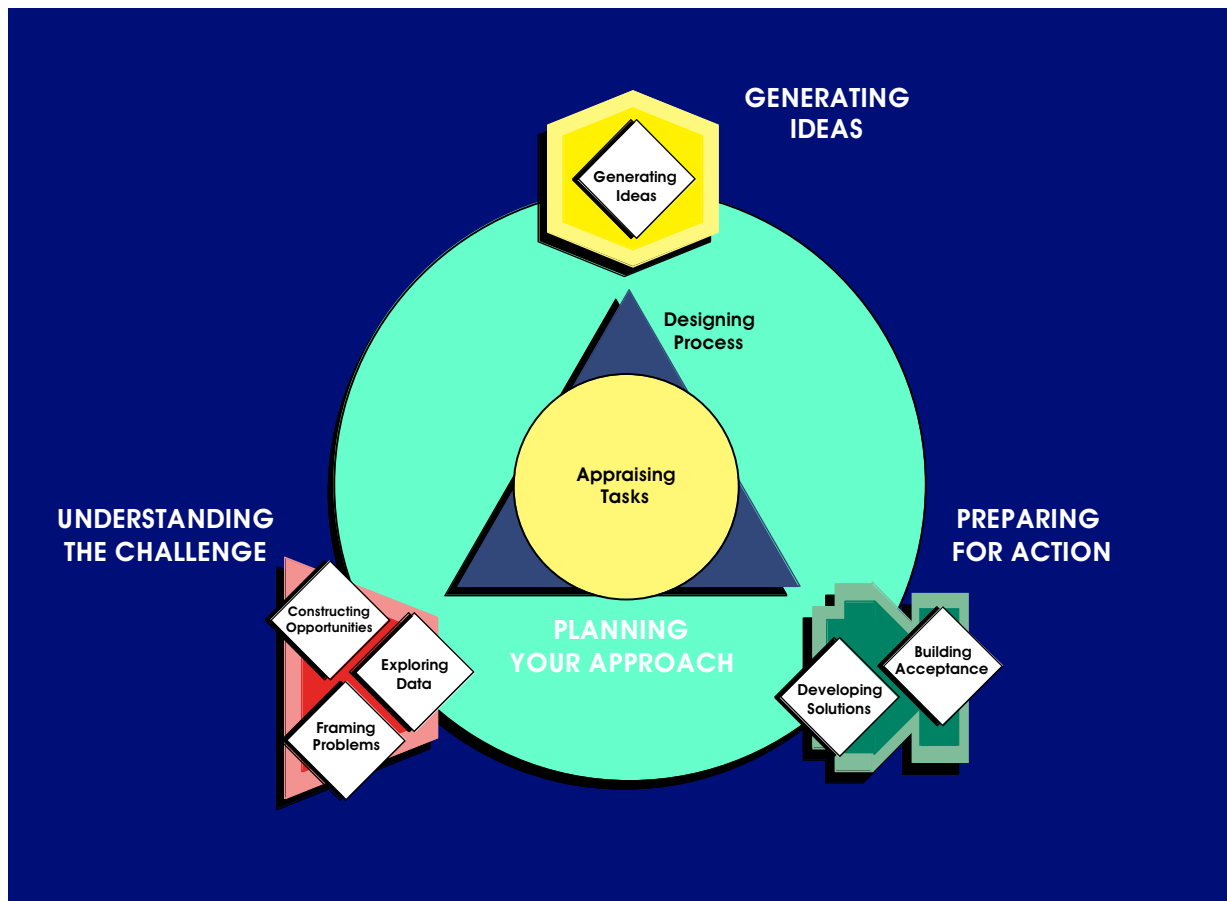 GENERATING
IDEAS
Generating
Ideas
Designing
Process
Appraising
Tasks
UNDERSTANDING
THE CHALLENGE
PREPARING
FOR ACTION
Constructing
Opportunities
Exploring
Data
Framing
Problems
PLANNING
YOUR APPROACH
Building
Acceptance
Developing
Solutions